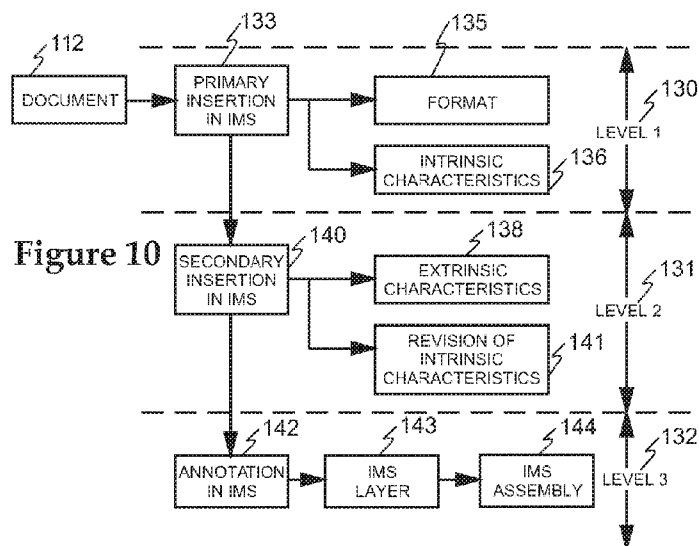 112
133
135
130
DOCUMENT
PRIMARY
INSERTION
IN IMS
FORMAT
LEVEL 1
136
INTRINSIC
CHARACTERISTICS
Figure 10
140
138
131
SECONDARY
INSERTION
IN IMS
EXTRINSIC
CHARACTERISTICS
LEVEL 2
141
REVISION OF
INTRINSIC
CHARACTERISTICS
142
143
144
132
ANNOTATION
IN IMS
IMS
LAYER
IMS
ASSEMBLY
LEVEL 3